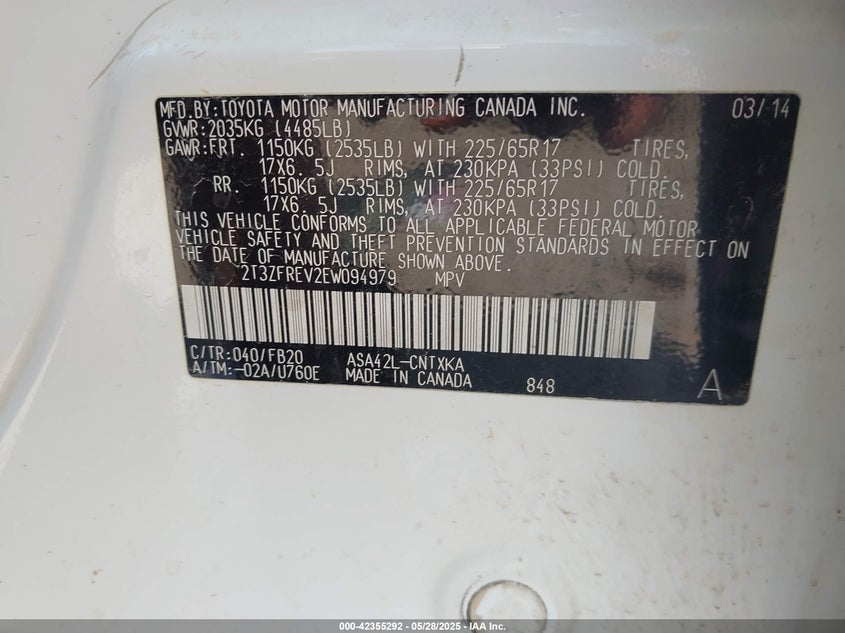 MFD.BY:TOYOTA MOTOR MANUFACTURING CANADA INC. 03/14
GVWR:2035KG (4485LB)
GAWR:FRT. 1150KG (2535LB) WITH 225/65R17 TIRES,
17X6. 5J RIMS, AT 230KPA (33PSI) COLD.
RR. 1150KG (2535LB) WITH 225/65R17 TIRES,
17X6. 5J RIMS, AT 230KPA (33PSI) COLD.
THIS VEHICLE CONFORMS TO ALL APPLICABLE FEDERAL MOTOR
VEHICLE SAFETY AND THEFT PREVENTION STANDARDS IN EFFECT ON
THE DATE OF MANUFACTURE SHOWN ABOVE.
2T3ZFREV2EW094979 MPV
C/TR:040/FB20 ASA42L-CNTXKA
A/TM:-02A/U760E MADE IN CANADA 848 A
000-42355292 - 05/28/2025 - IAA Inc.